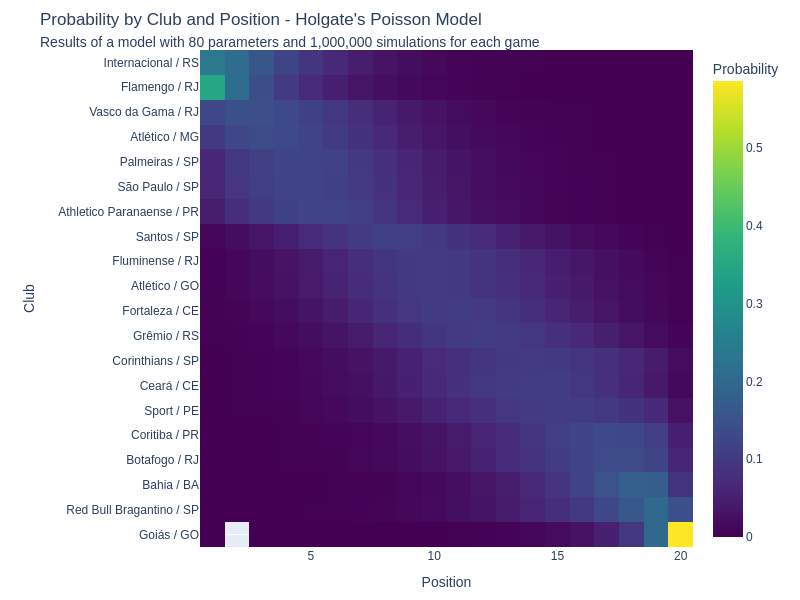 Probability by Club and Position - Holgate's Poisson Model
Results of a model with 80 parameters and 1,000,000 simulations for each game
Probability
Internacional / RS
Flamengo / RJ
Vasco da Gama / RJ
Atlético / MG
Palmeiras / SP
São Paulo / SP
Athletico Paranaense / PR
Santos / SP
Fluminense / RJ
Atlético / GO
Fortaleza / CE
Grêmio / RS
Corinthians / SP
Ceará / CE
Sport / PE
Coritiba / PR
Botafogo / RJ
Bahia / BA
Red Bull Bragantino / SP
Goiás / GO
Club
5
10
15
20
Position
0.5
0.4
0.3
0.2
0.1
0